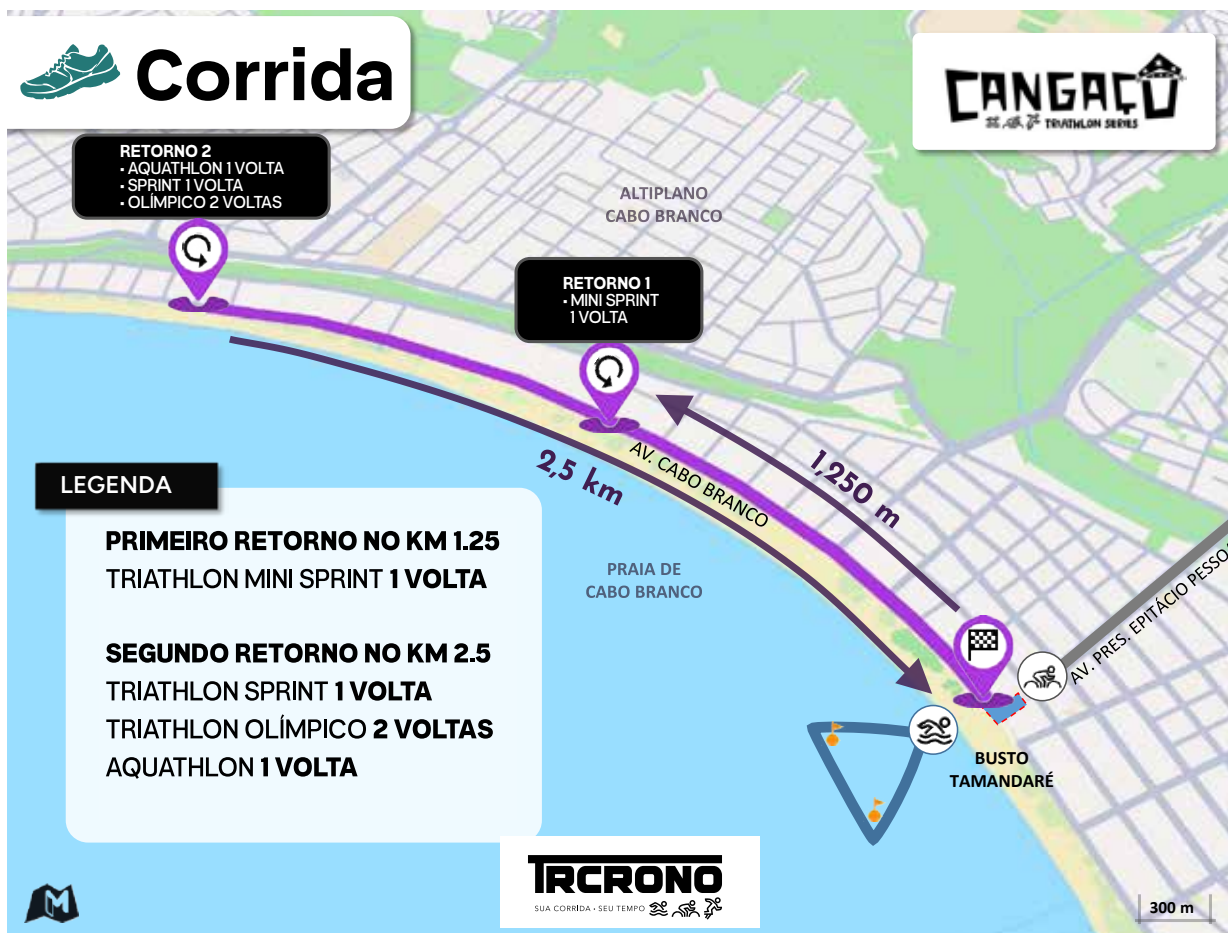 Corrida
CANGAÇO
TRIATHLON SERIES
RETORNO 2
• AQUATHLON 1 VOLTA
• SPRINT 1 VOLTA
• OLÍMPICO 2 VOLTAS
ALTIPLANO
CABO BRANCO
RETORNO 1
• MINI SPRINT
1 VOLTA
2,5 km
AV. CABO BRANCO
1,250 m
LEGENDA
PRIMEIRO RETORNO NO KM 1.25
TRIATHLON MINI SPRINT 1 VOLTA
SEGUNDO RETORNO NO KM 2.5
TRIATHLON SPRINT 1 VOLTA
TRIATHLON OLÍMPICO 2 VOLTAS
AQUATHLON 1 VOLTA
PRAIA DE
CABO BRANCO
AV. PRES. EPITÁCIO PESSO
BUSTO
TAMANDARÉ
TRCRONO
SUA CORRIDA • SEU TEMPO
M
300 m